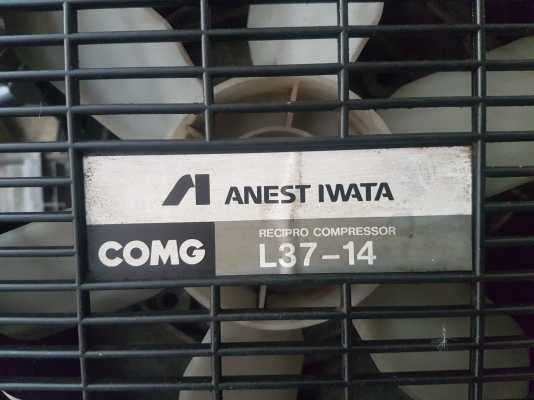 ANEST IWATA
RECIPRO COMPRESSOR
COMG L37-14